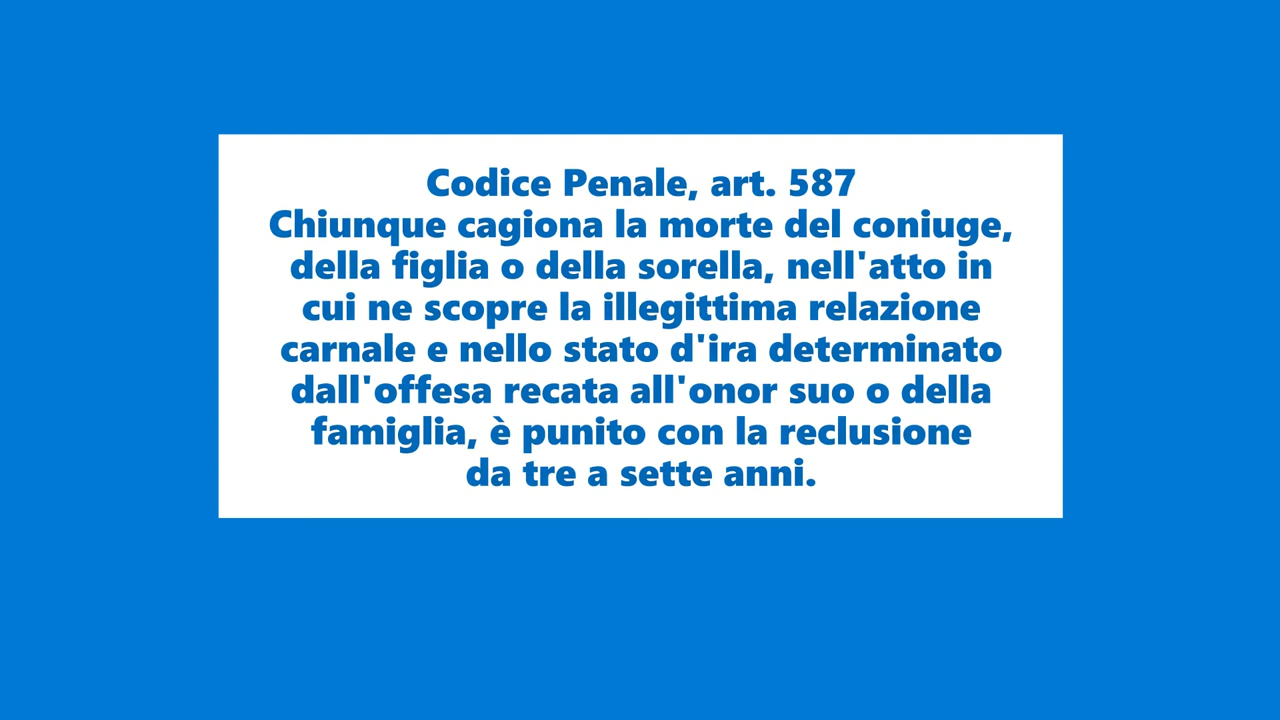 Codice Penale, art. 587
Chiunque cagiona la morte del coniuge,
della figlia o della sorella, nell'atto in
cui ne scopre la illegittima relazione
carnale e nello stato d'ira determinato
dall'offesa recata all'onor suo o della
famiglia, è punito con la reclusione
da tre a sette anni.